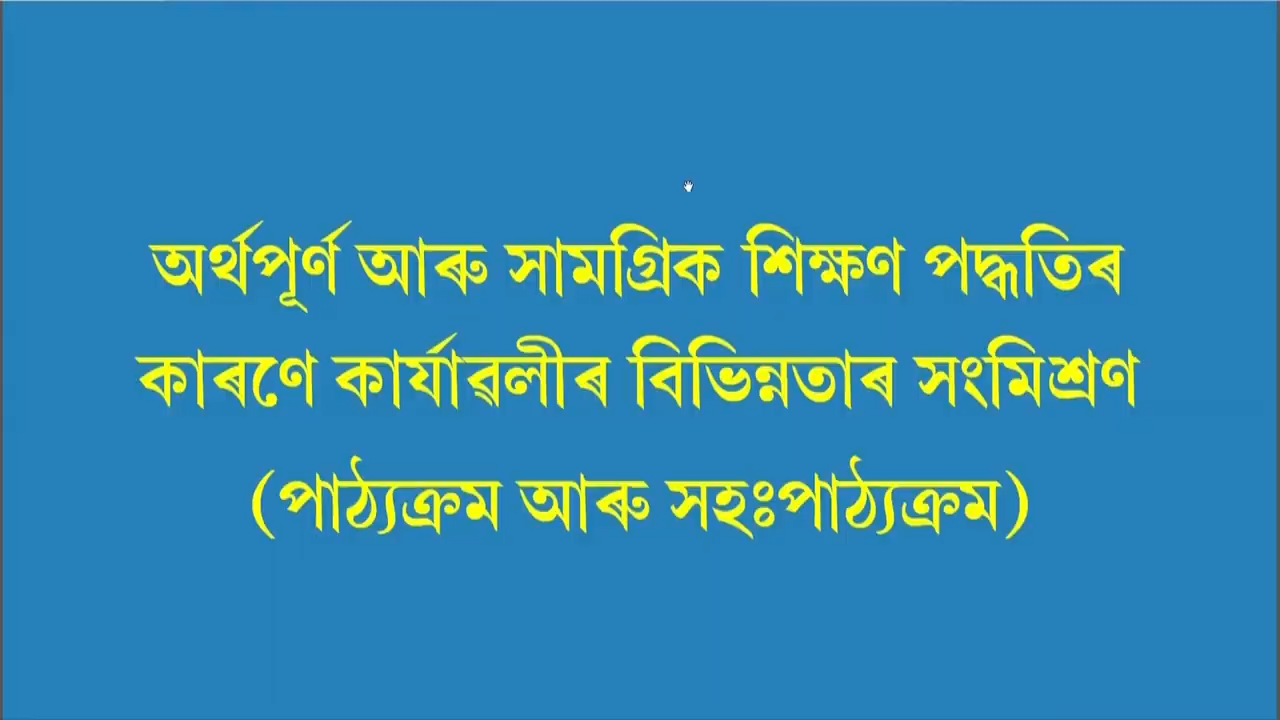 অৰ্থপূৰ্ণ আৰু সামগ্ৰিক শিক্ষণ পদ্ধতিৰ
কাৰণে কাৰ্যাৱলীৰ বিভিন্নতাৰ সংমিশ্ৰণ
(পাঠ্যক্ৰম আৰু সহঃপাঠ্যক্ৰম)